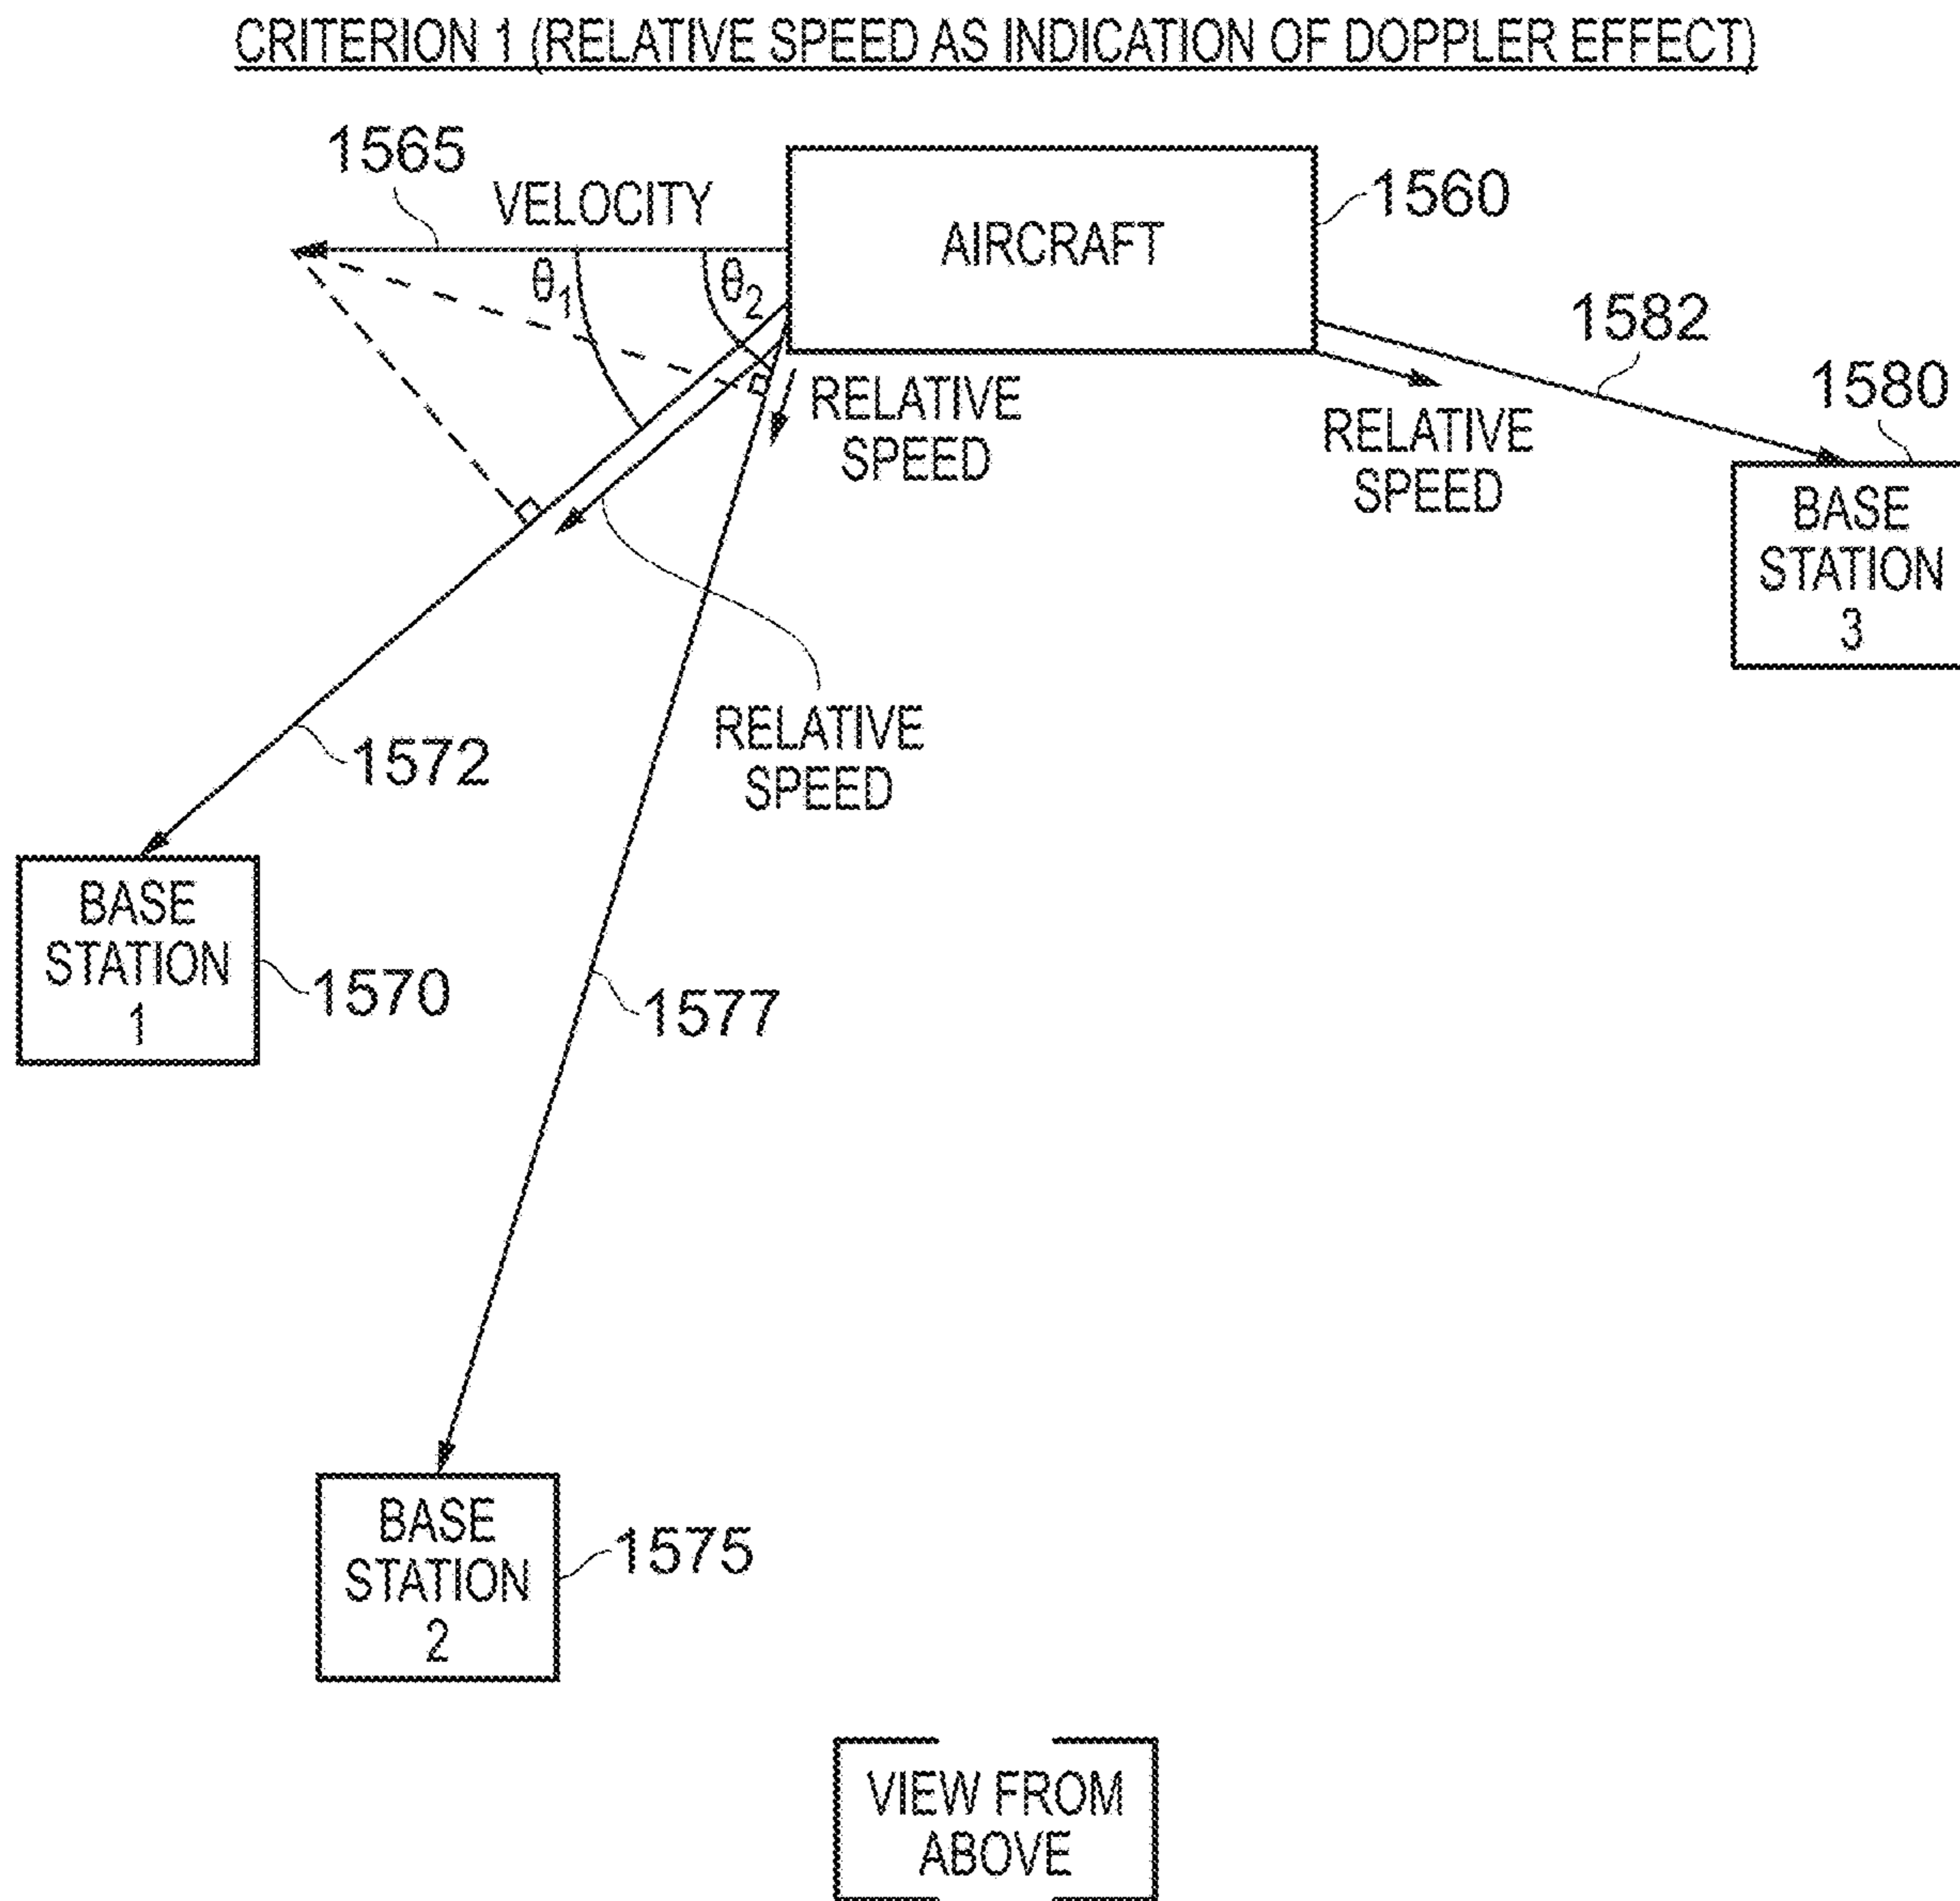 CRITERION 1 (RELATIVE SPEED AS INDICATION OF DOPPLER EFFECT)
1565
VELOCITY
AIRCRAFT
1560
θ1
θ2
1582
RELATIVE
SPEED
RELATIVE
SPEED
1580
BASE
STATION
3
RELATIVE
SPEED
1572
BASE
STATION
1
1570
1577
BASE
STATION
2
1575
VIEW FROM
ABOVE